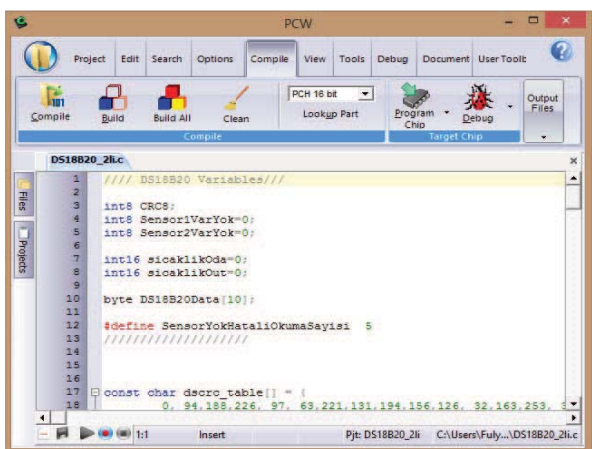 PCW
Project Edit Search Options Compile View Tools Debug Document User Toolt
Compile Build Build All Clean
PCH 16 bit
Lookup Part
Program Chip
Debug
Output Files
Compile
Target Chip
DS18B20_2li.c
Files
Projects
1 //// DS18B20 Variables///
2
3 int8 CRC8;
4 int8 Sensor1VarYok=0;
5 int8 Sensor2VarYok=0;
6
7 int16 sicaklikOda=0;
8 int16 sicaklikOut=0;
9
10 byte DS18B20Data[10];
11
12 #define SensorYokHataliOkumaSayisi 5
13 ////////////////////
14
15
16
17 const char dscrc_table[] = {
18 0, 94,188,226, 97, 63,221,131,194,156,126, 32,163,253,
1:1 Insert Pjt: DS18B20_2li C:\Users\Fuly...\DS18B20_2li.c